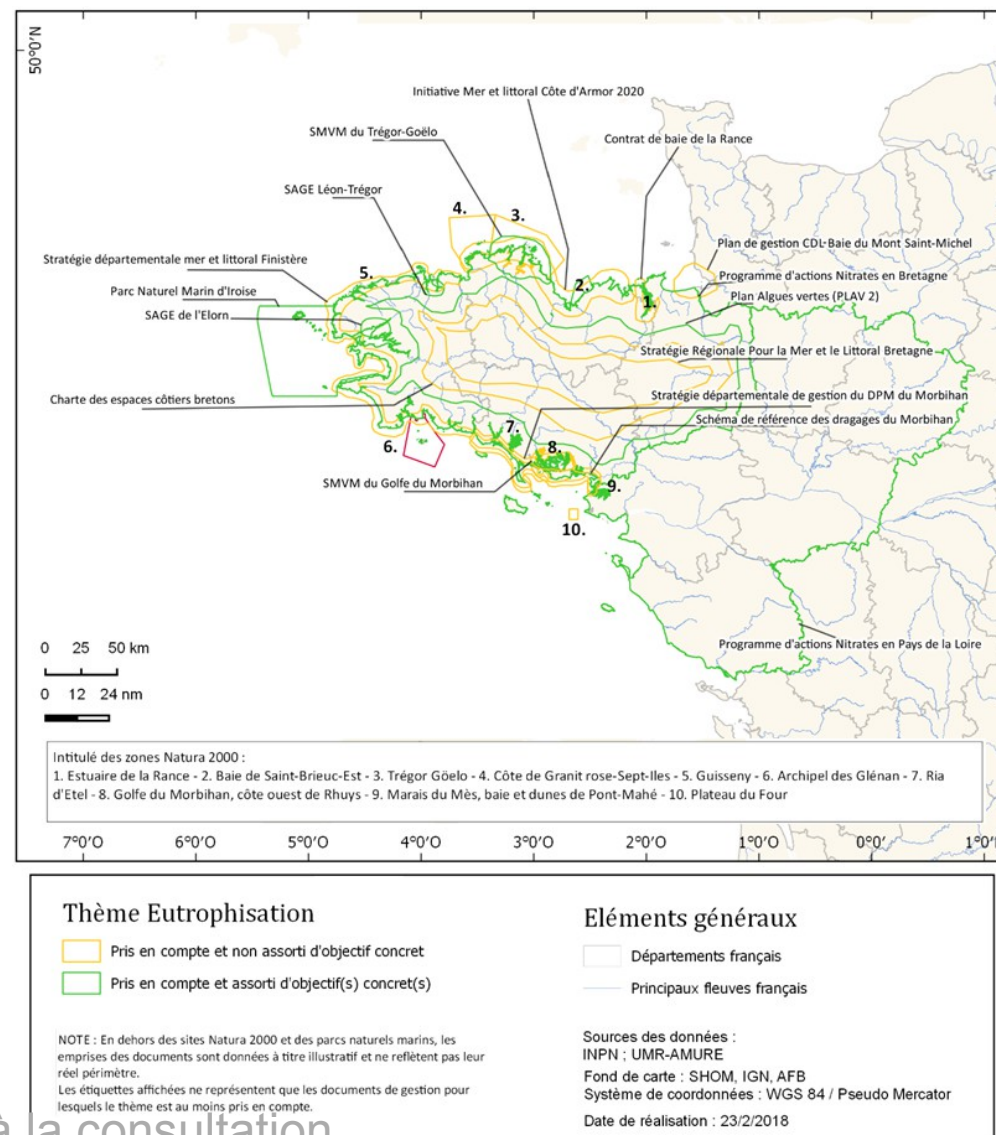 50°0,N
Initiative Mer et littoral Côte d'Armor 2020
SMVM du Trégor-Goëlo
Contrat de baie de la Rance
SAGE Léon-Trégor
4.
3.
Plan de gestion CDL-Baie du Mont Saint-Michel
Stratégie départementale mer et littoral Finistère
5.
Programme d'actions Nitrates en Bretagne
2.
Parc Naturel Marin d'Iroise
Plan Algues vertes (PLAV 2)
1.
SAGE de l'Elorn
Stratégie Régionale Pour la Mer et le Littoral Bretagne
Stratégie départementale de gestion du DPM du Morbihan
Charte des espaces côtiers bretons
Schéma de référence des dragages du Morbihan
7.
6.
8.
SMVM du Golfe du Morbihan
9.
10.
Programme d'actions Nitrates en Pays de la Loire
0 25 50 km
0 12 24 nm
Intitulé des zones Natura 2000 :
1. Estuaire de la Rance - 2. Baie de Saint-Brieuc-Est - 3. Trégor Göelo - 4. Côte de Granit rose-Sept-Iles - 5. Guisseny - 6. Archipel des Glénan - 7. Ria
d'Etel - 8. Golfe du Morbihan, côte ouest de Rhuys - 9. Marais du Mès, baie et dunes de Pont-Mahé - 10. Plateau du Four
7°0'O 6°0'O 5°0'O 4°0'O 3°0'O 2°0'O 1°0'O 0°0' 1°0'
Thème Eutrophisation
Pris en compte et non assorti d'objectif concret
Pris en compte et assorti d'objectif(s) concret(s)
NOTE : En dehors des sites Natura 2000 et des parcs naturels marins, les
emprises des documents sont données à titre illustratif et ne reflètent pas leur
réel périmètre.
Les étiquettes affichées ne représentent que les documents de gestion pour
lesquels le thème est au moins pris en compte.
Eléments généraux
Départements français
Principaux fleuves français
Sources des données :
INPN ; UMR-AMURE
Fond de carte : SHOM, IGN, AFB
Système de coordonnées : WGS 84 / Pseudo Mercator
Date de réalisation : 23/2/2018
à la consultation